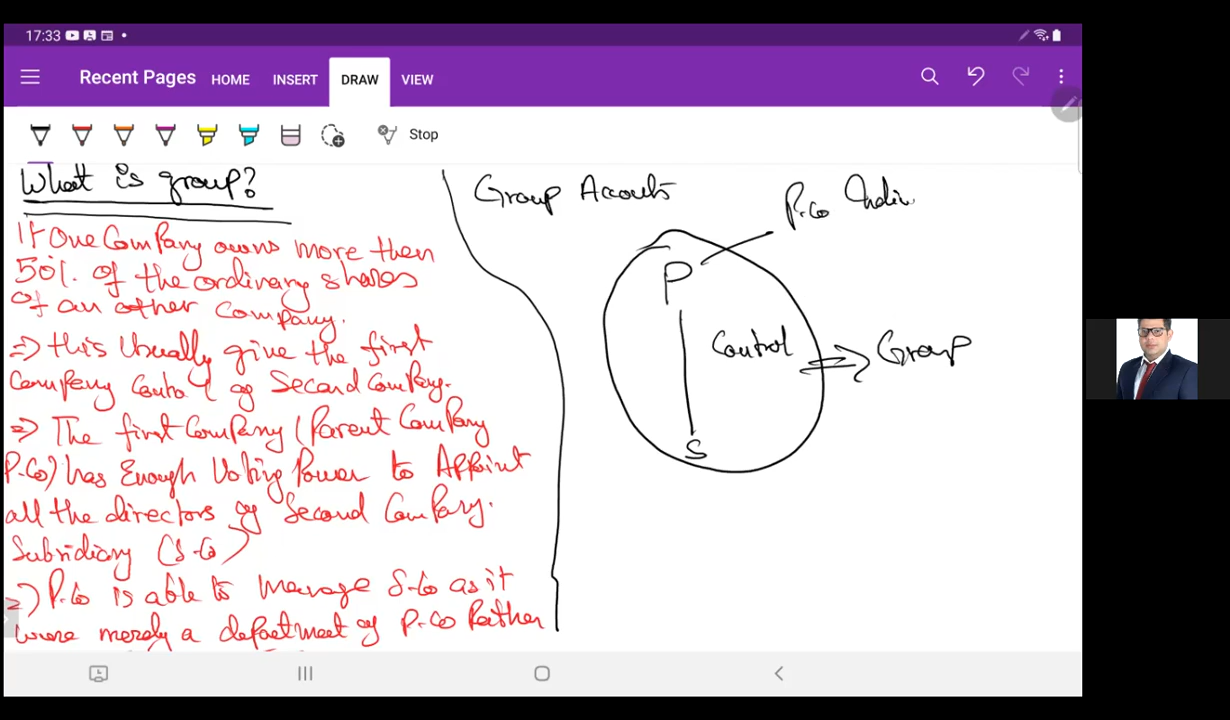 17:33
Recent Pages HOME INSERT DRAW VIEW
Stop
What is group?
If One Company owns more then
50%. of the ordinary shares
of an other Company.
=> this Usually give the first
Company Control of Second Company.
=> The first Company (Parent Company
P.Co) has Enough Voting Power to Appoint
all the directors of Second Company.
Subsidiary (S-Co)
=) P.Co is able to manage S-Co as it
were merely a department of P.Co Rather
Group Accouts
P.Co Indiv
P
Control
=> Group
S